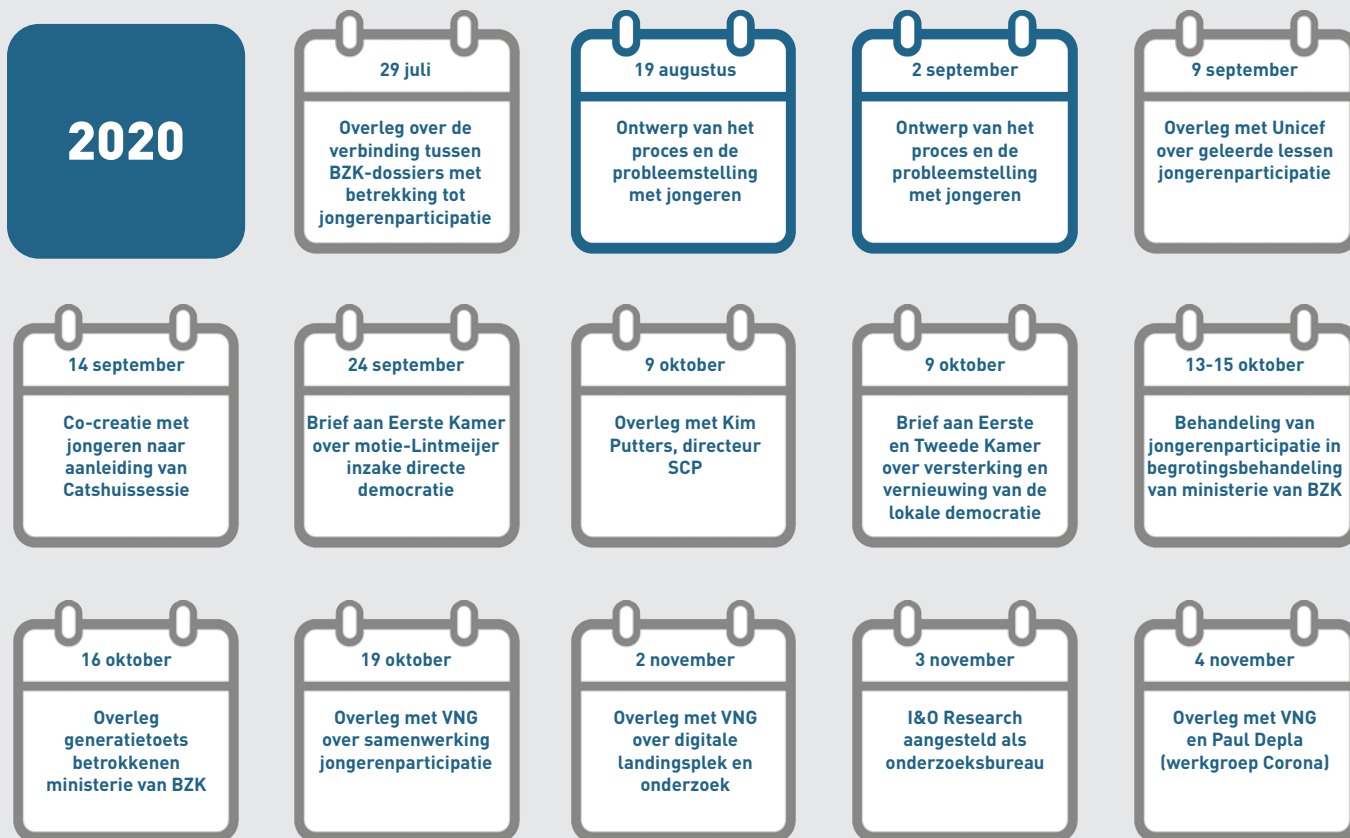 2020
29 juli
Overleg over de
verbinding tussen
BZK-dossiers met
betrekking tot
jongerenparticipatie
19 augustus
Ontwerp van het
proces en de
probleemstelling
met jongeren
2 september
Ontwerp van het
proces en de
probleemstelling
met jongeren
9 september
Overleg met Unicef
over geleerde lessen
jongerenparticipatie
14 september
Co-creatie met
jongeren naar
aanleiding van
Catshuissessie
24 september
Brief aan Eerste Kamer
over motie-Lintmeijer
inzake directe
democratie
9 oktober
Overleg met Kim
Putters, directeur
SCP
9 oktober
Brief aan Eerste
en Tweede Kamer
over versterking en
vernieuwing van de
lokale democratie
13-15 oktober
Behandeling van
jongerenparticipatie in
begrotingsbehandeling
van ministerie van BZK
16 oktober
Overleg
generatietoets
betrokkenen
ministerie van BZK
19 oktober
Overleg met VNG
over samenwerking
jongerenparticipatie
2 november
Overleg met VNG
over digitale
landingsplek en
onderzoek
3 november
I&O Research
aangesteld als
onderzoeksbureau
4 november
Overleg met VNG
en Paul Depla
(werkgroep Corona)